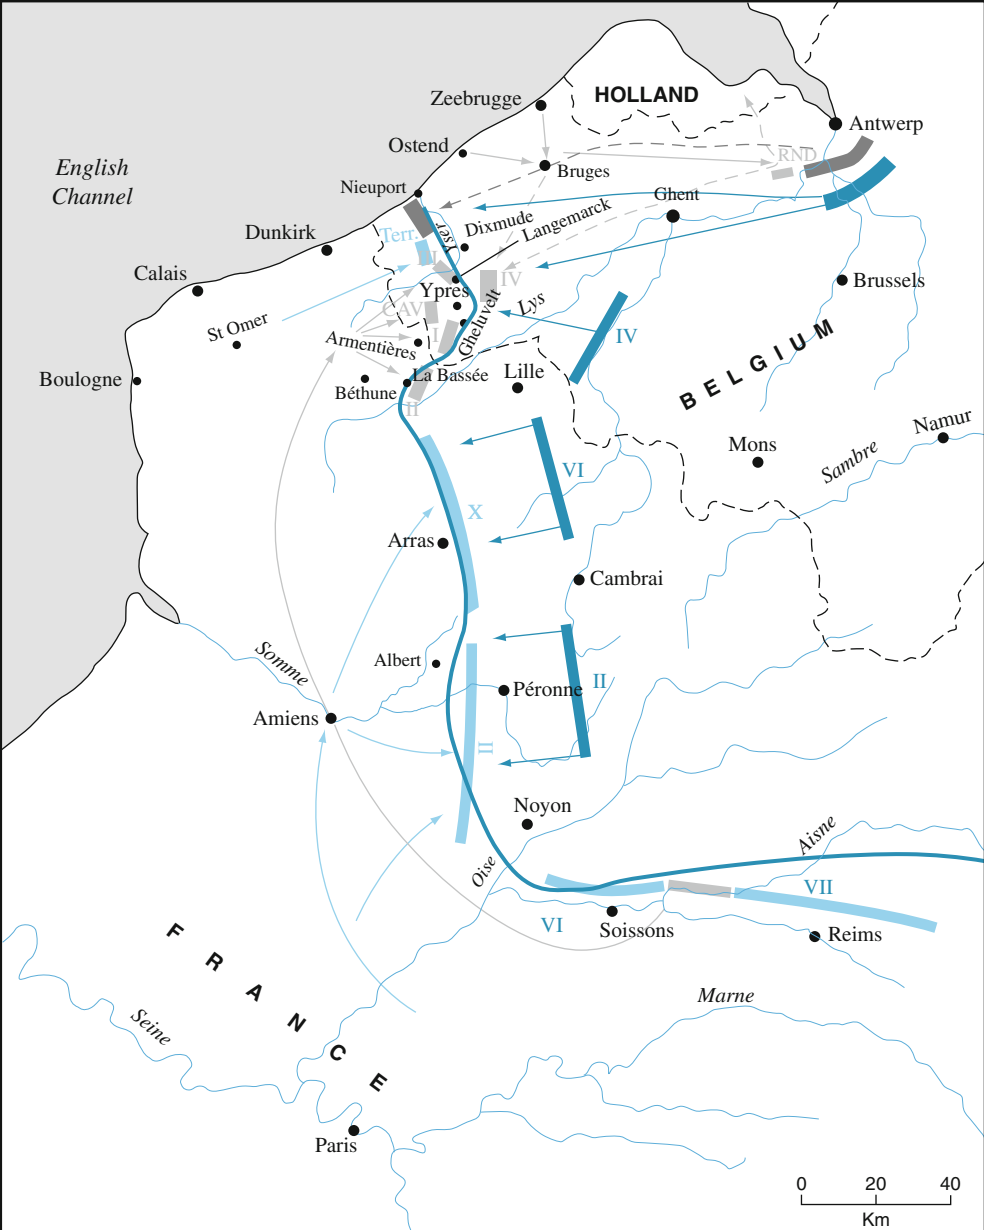 Zeebrugge
HOLLAND
Antwerp
Ostend
RND
English
Channel
Bruges
Nieuport
Ghent
Terr.
Yser
Dixmude
Langemarck
Dunkirk
Calais
IV
Brussels
Ypres
CAV
Lys
St Omer
I
Gheluvelt
IV
Armentières
BELGIUM
Boulogne
La Bassée
Lille
Béthune
II
Namur
Mons
Sambre
VI
X
Arras
Cambrai
Somme
Albert
Péronne
II
Amiens
II
Noyon
Aisne
Oise
VII
VI
Soissons
Reims
FRANCE
Marne
Seine
Paris
0 20 40
Km